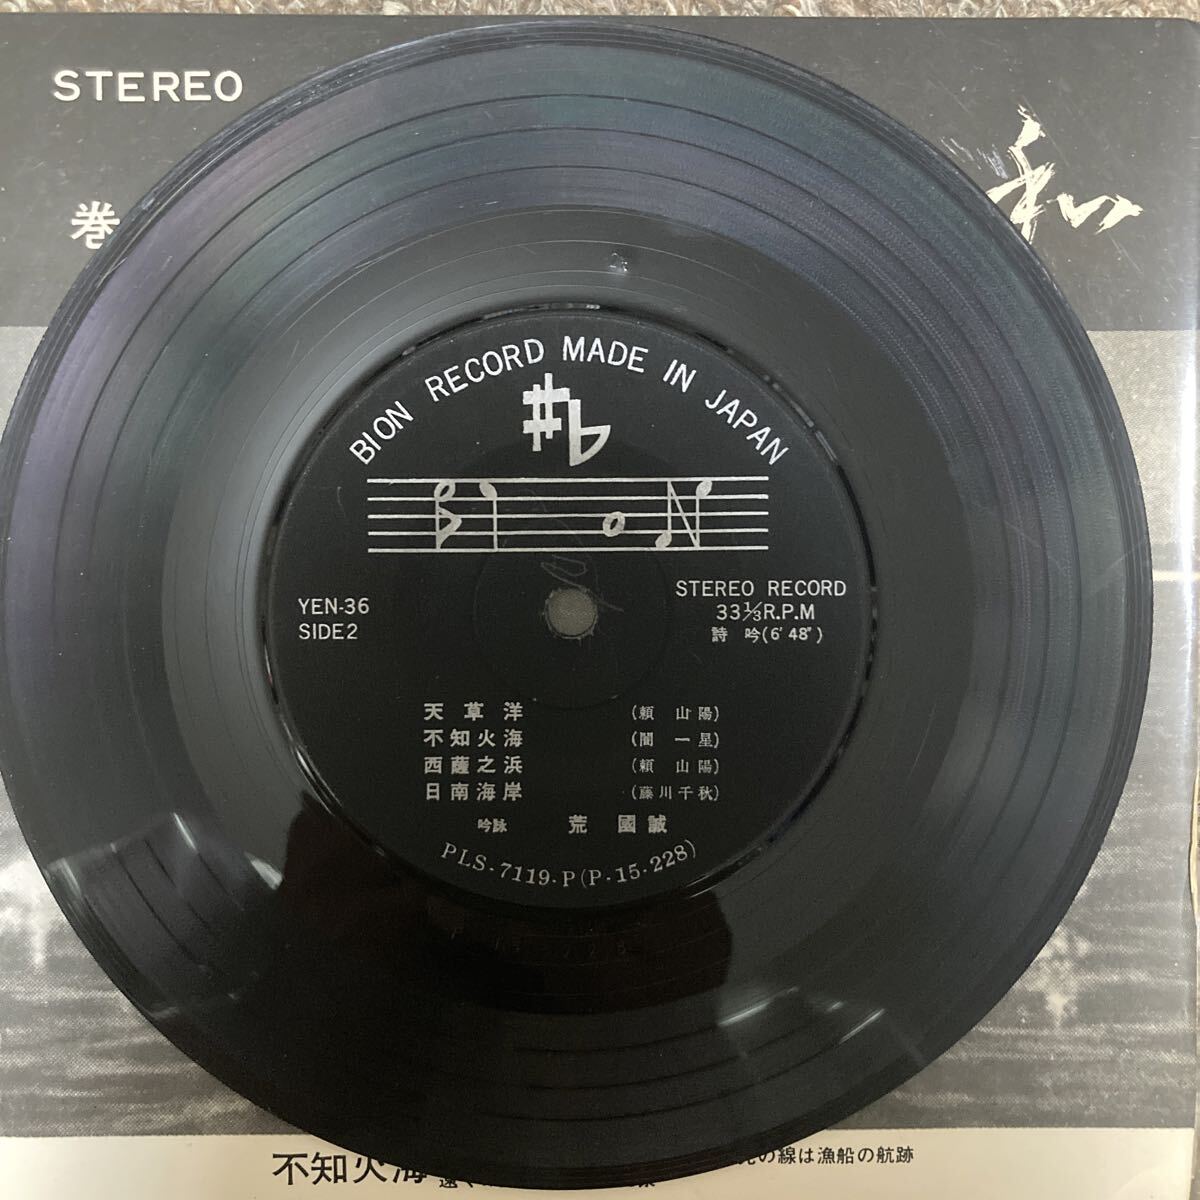 STEREO
和
巻
BION RECORD MADE IN JAPAN
BION
YEN-36
SIDE2
STEREO RECORD
33⅓R.P.M
詩吟(6'48")
天草洋 (頼山陽)
不知火海 (闇一星)
西薩之浜 (頼山陽)
日南海岸 (藤川千秋)
吟詠 荒國誠
PLS-7119-P(P-15-228)
不知火海
の線は漁船の航跡